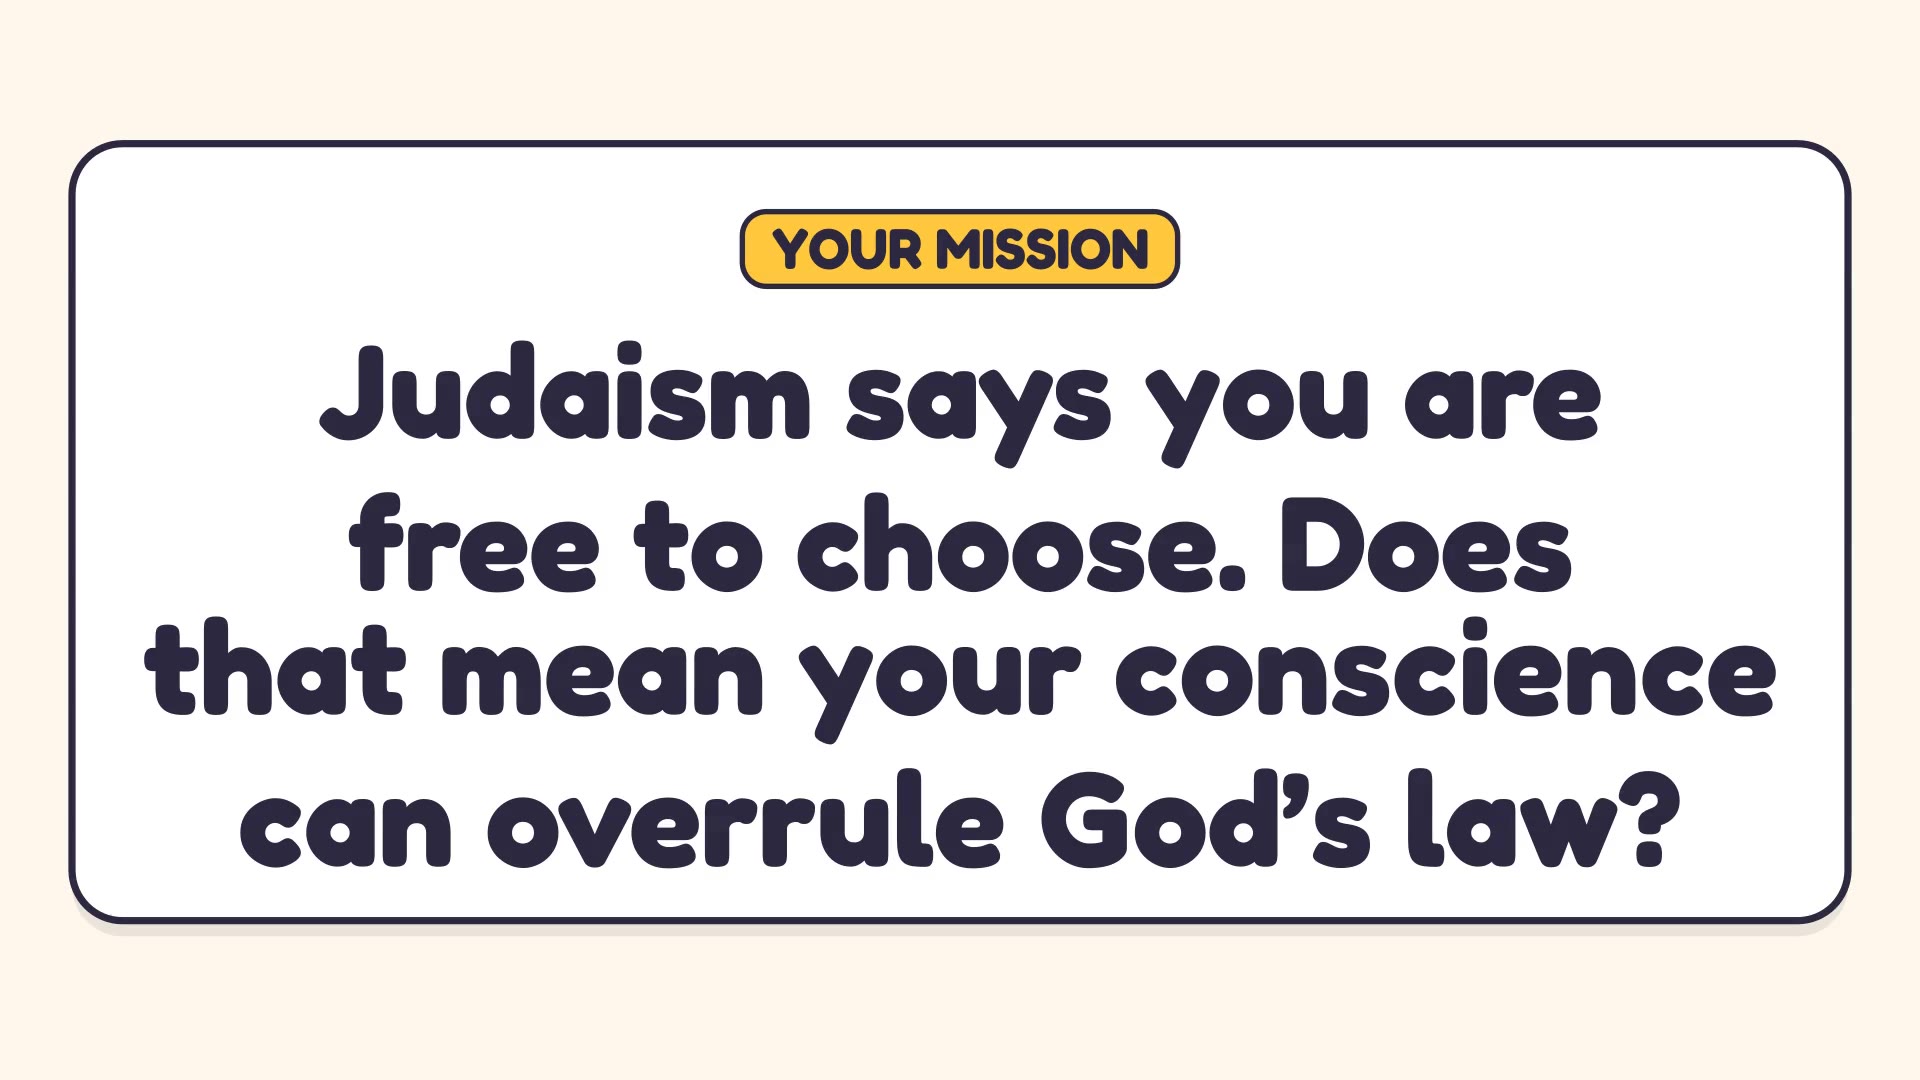 YOUR MISSION
Judaism says you are
free to choose. Does
that mean your conscience
can overrule God’s law?